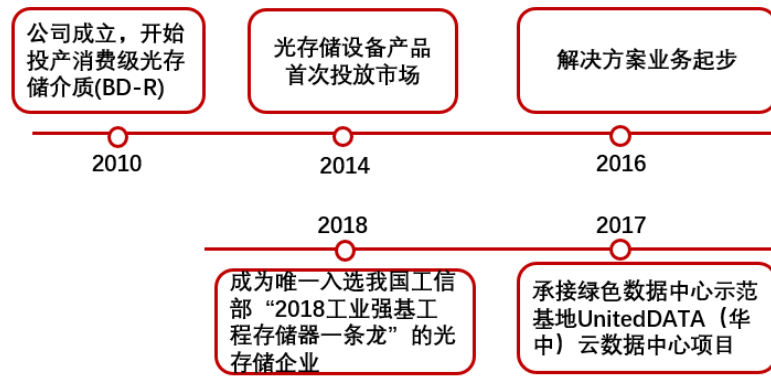 公司成立，开始
投产消费级光存
储介质(BD-R)
光存储设备产品
首次投放市场
解决方案业务起步
2010
2014
2016
2018
2017
成为唯一入选我国工信
部“2018工业强基工
程存储器一条龙”的光
存储企业
承接绿色数据中心示范
基地UnitedDATA（华
中）云数据中心项目